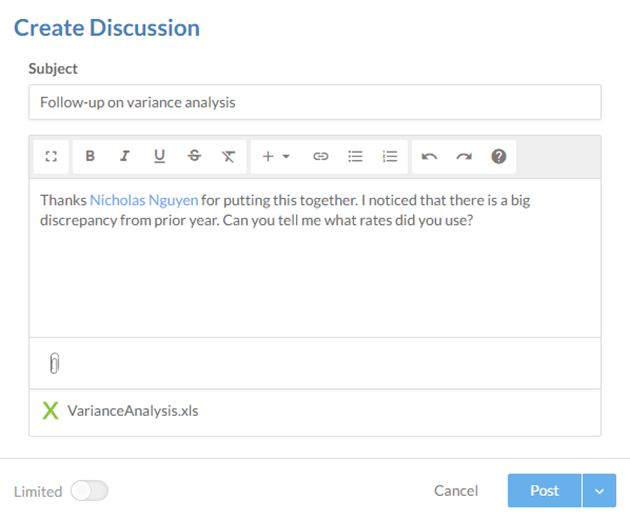 Create Discussion
Subject
Follow-up on variance analysis
B I U S T
Thanks Nicholas Nguyen for putting this together. I noticed that there is a big
discrepancy from prior year. Can you tell me what rates did you use?
VarianceAnalysis.xls
Limited Cancel Post